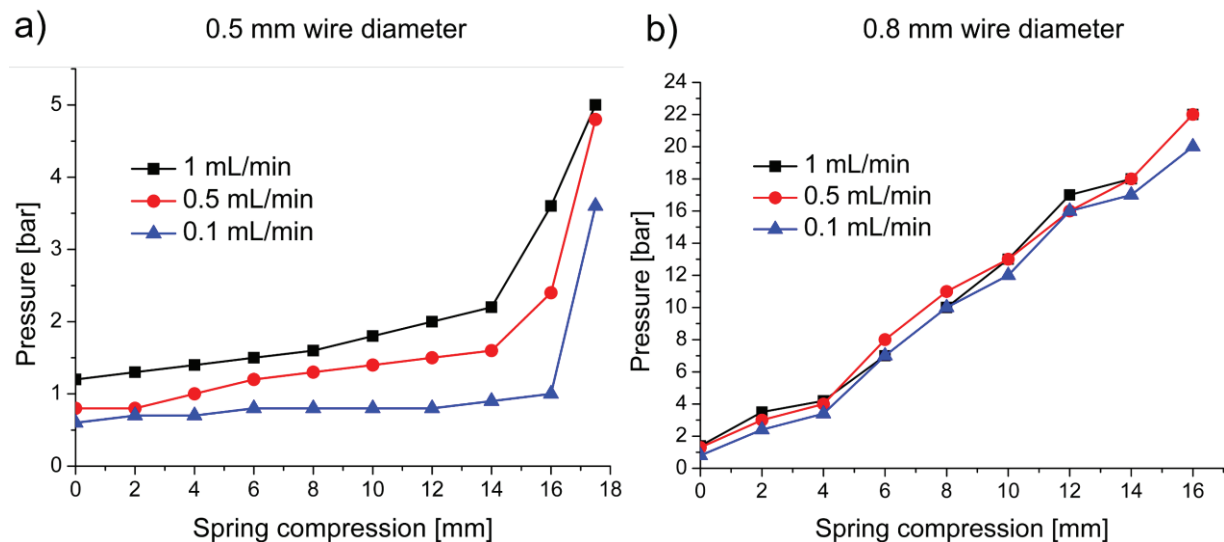 a) 0.5 mm wire diameter
5
4
3
2
1
0
Pressure [bar]
1 mL/min
0.5 mL/min
0.1 mL/min
0 2 4 6 8 10 12 14 16 18
Spring compression [mm]
b) 0.8 mm wire diameter
24
22
20
18
16
14
12
10
8
6
4
2
0
Pressure [bar]
1 mL/min
0.5 mL/min
0.1 mL/min
0 2 4 6 8 10 12 14 16
Spring compression [mm]